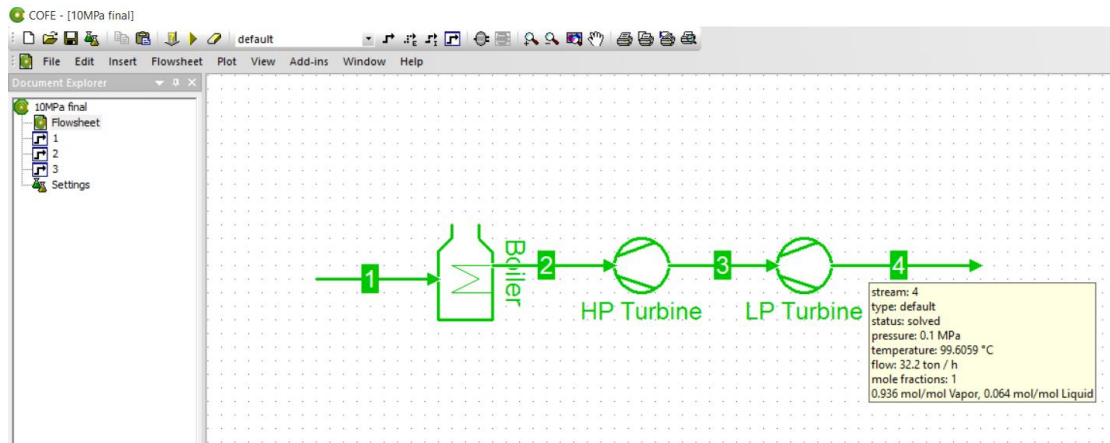 COFE - [10MPa final]
default
File Edit Insert Flowsheet Plot View Add-ins Window Help
Document Explorer
10MPa final
Flowsheet
1
2
3
Settings
1
Boiler
2
HP Turbine
3
LP Turbine
4
stream: 4
type: default
status: solved
pressure: 0.1 MPa
temperature: 99.6059 °C
flow: 32.2 ton / h
mole fractions: 1
0.936 mol/mol Vapor, 0.064 mol/mol Liquid